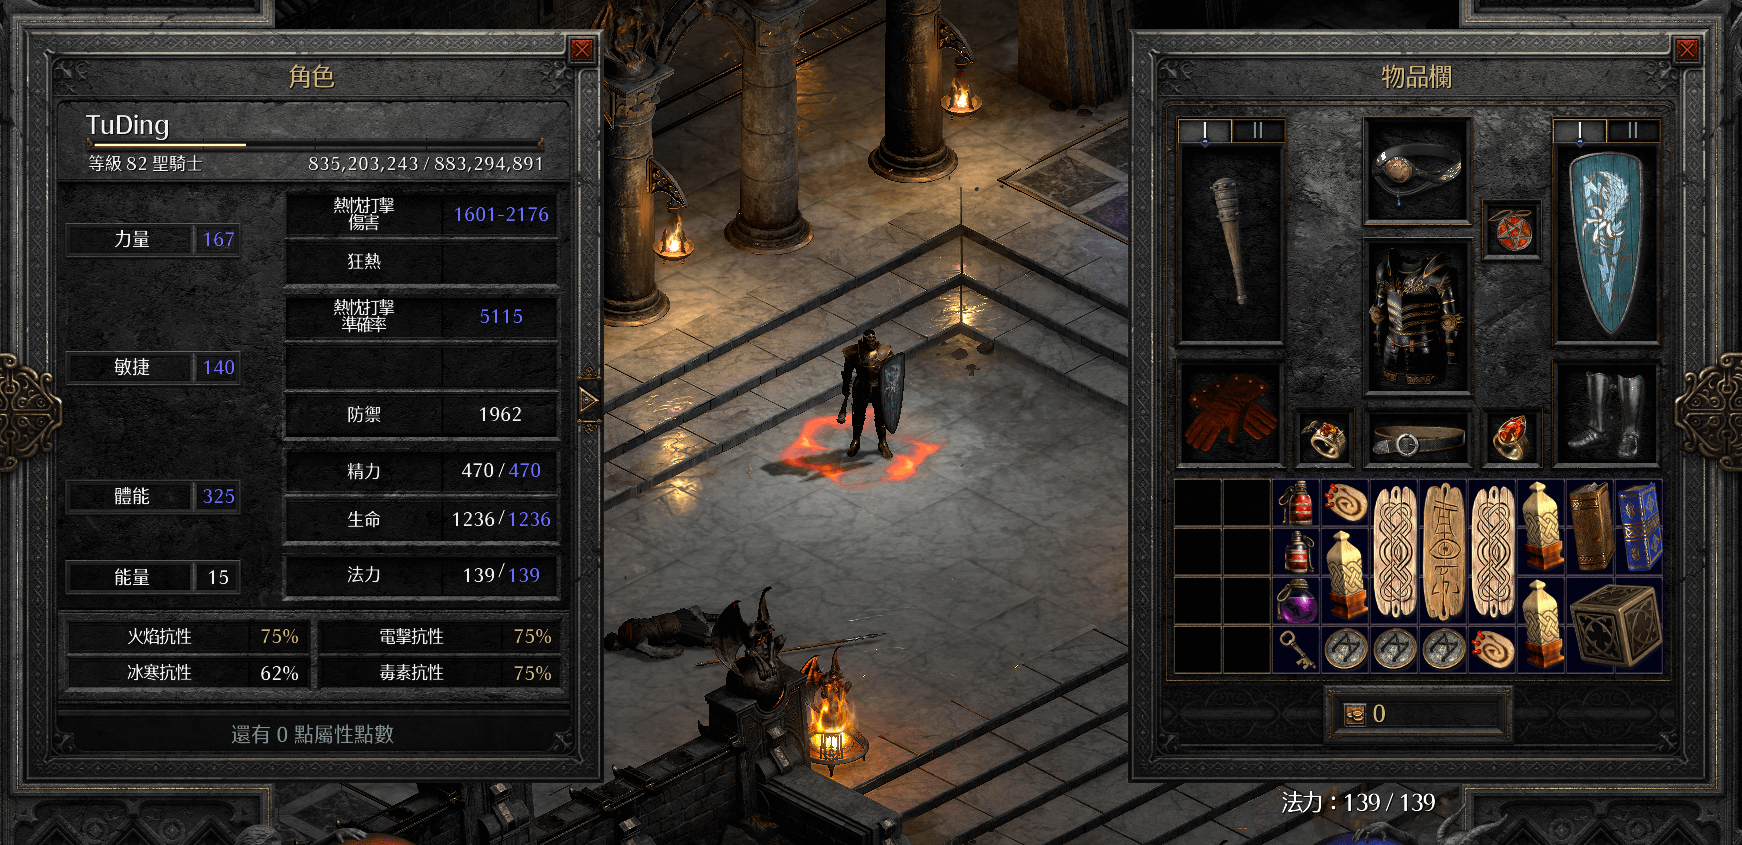 角色
TuDing
等級 82 聖騎士
835,203,243 / 883,294,891
力量 167
敏捷 140
體能 325
能量 15
熱忱打擊
傷害
1601-2176
狂熱
熱忱打擊
準確率
5115
防禦 1962
精力 470 / 470
生命 1236 / 1236
法力 139 / 139
火焰抗性 75%
電擊抗性 75%
冰寒抗性 62%
毒素抗性 75%
還有 0 點屬性點數
物品欄
I II
I II
0
法力：139 / 139